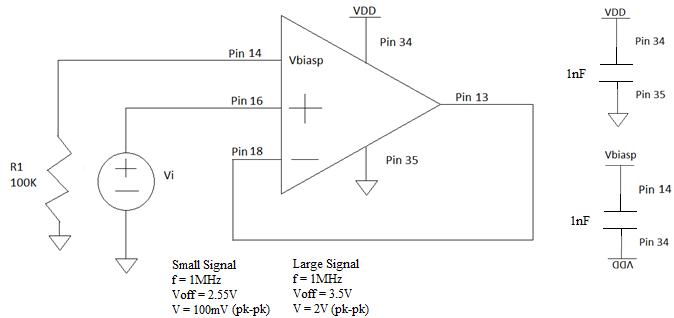 VDD
Pin 34
Pin 14
Vbiasp
Pin 16
Pin 13
Pin 18
Pin 35
R1
100K
Vi
VDD
Pin 34
1nF
Pin 35
Vbiasp
Pin 14
1nF
Pin 34
VDD
Small Signal
f = 1MHz
Voff = 2.55V
V = 100mV (pk-pk)
Large Signal
f = 1MHz
Voff = 3.5V
V = 2V (pk-pk)